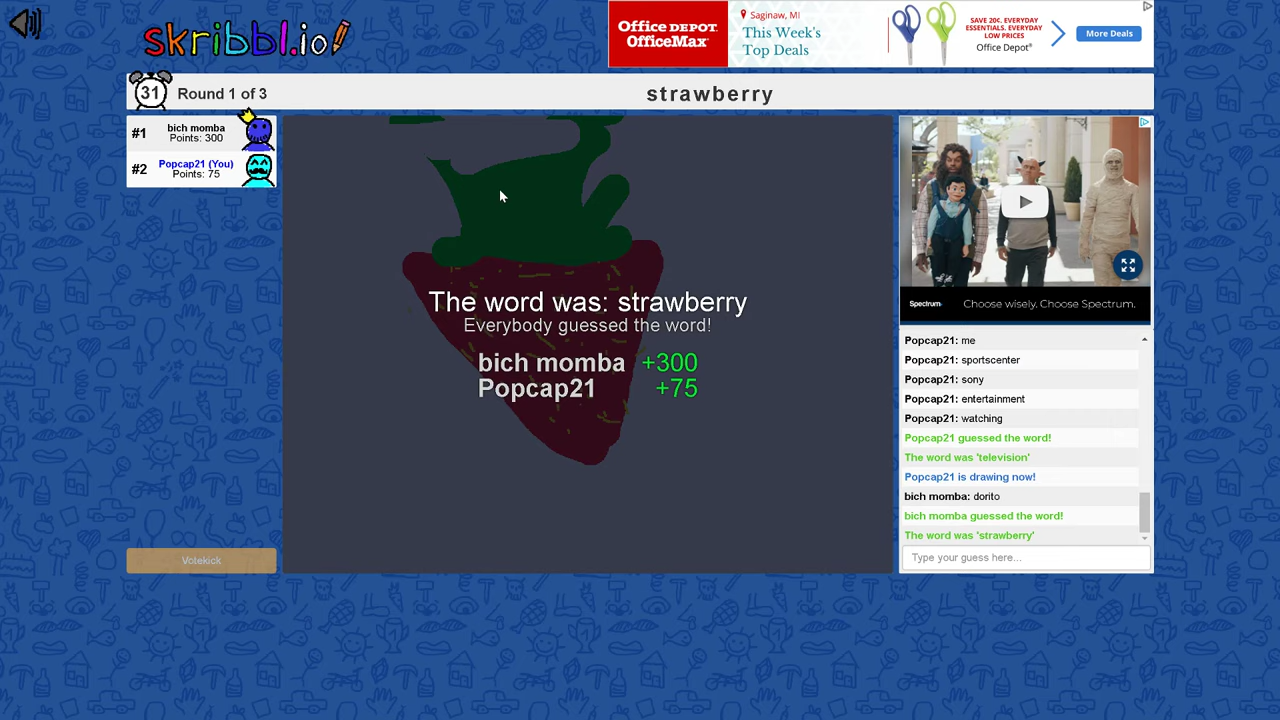 skribbl.io
Office DEPOT
OfficeMax
Saginaw, MI
This Week's
Top Deals
SAVE 20¢. EVERYDAY
ESSENTIALS. EVERYDAY
LOW PRICES
Office Depot®
More Deals
31
Round 1 of 3
strawberry
#1
bich momba
Points: 300
#2
Popcap21 (You)
Points: 75
The word was: strawberry
Everybody guessed the word!
bich momba +300
Popcap21 +75
Votekick
Spectrum
Choose wisely. Choose Spectrum.
Popcap21: me
Popcap21: sportscenter
Popcap21: sony
Popcap21: entertainment
Popcap21: watching
Popcap21 guessed the word!
The word was 'television'
Popcap21 is drawing now!
bich momba: dorito
bich momba guessed the word!
The word was 'strawberry'
Type your guess here...